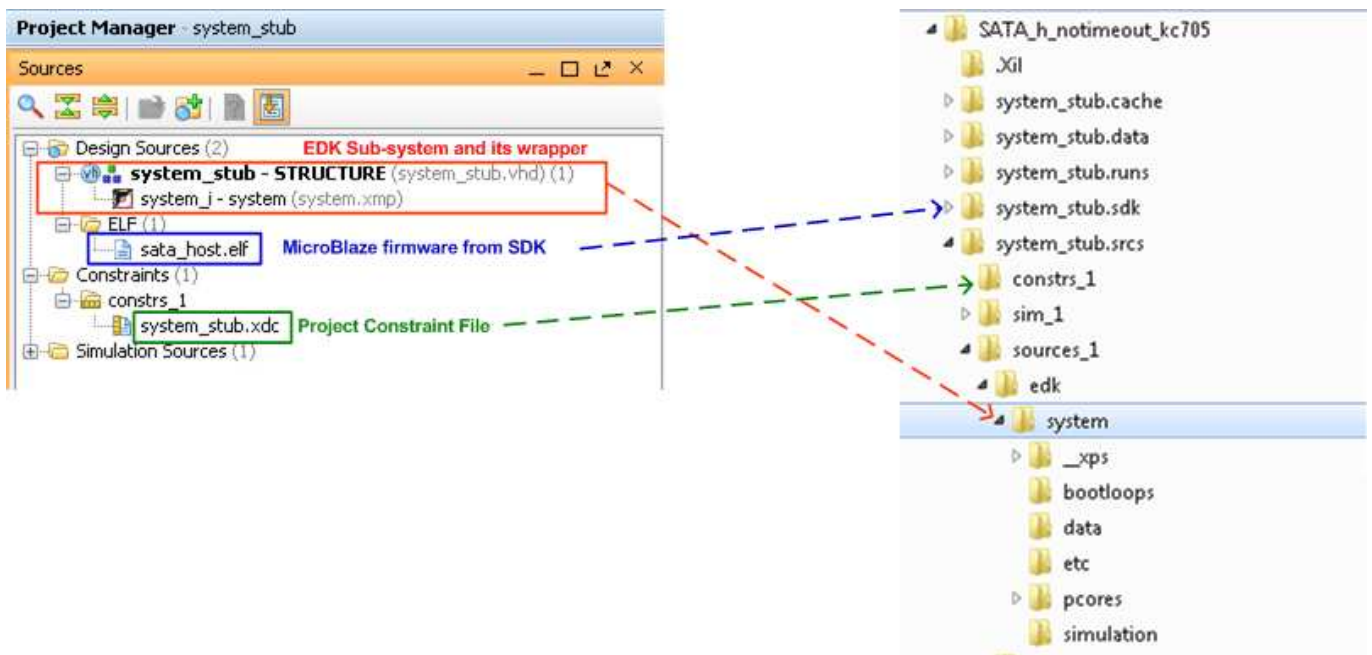 Project Manager - system_stub
Sources
Design Sources (2)
EDK Sub-system and its wrapper
system_stub - STRUCTURE (system_stub.vhd) (1)
system_i - system (system.xmp)
ELF (1)
sata_host.elf
MicroBlaze firmware from SDK
Constraints (1)
constrs_1
system_stub.xdc
Project Constraint File
Simulation Sources (1)
SATA_h_notimeout_kc705
.Xil
system_stub.cache
system_stub.data
system_stub.runs
system_stub.sdk
system_stub.srcs
constrs_1
sim_1
sources_1
edk
system
__xps
bootloops
data
etc
pcores
simulation